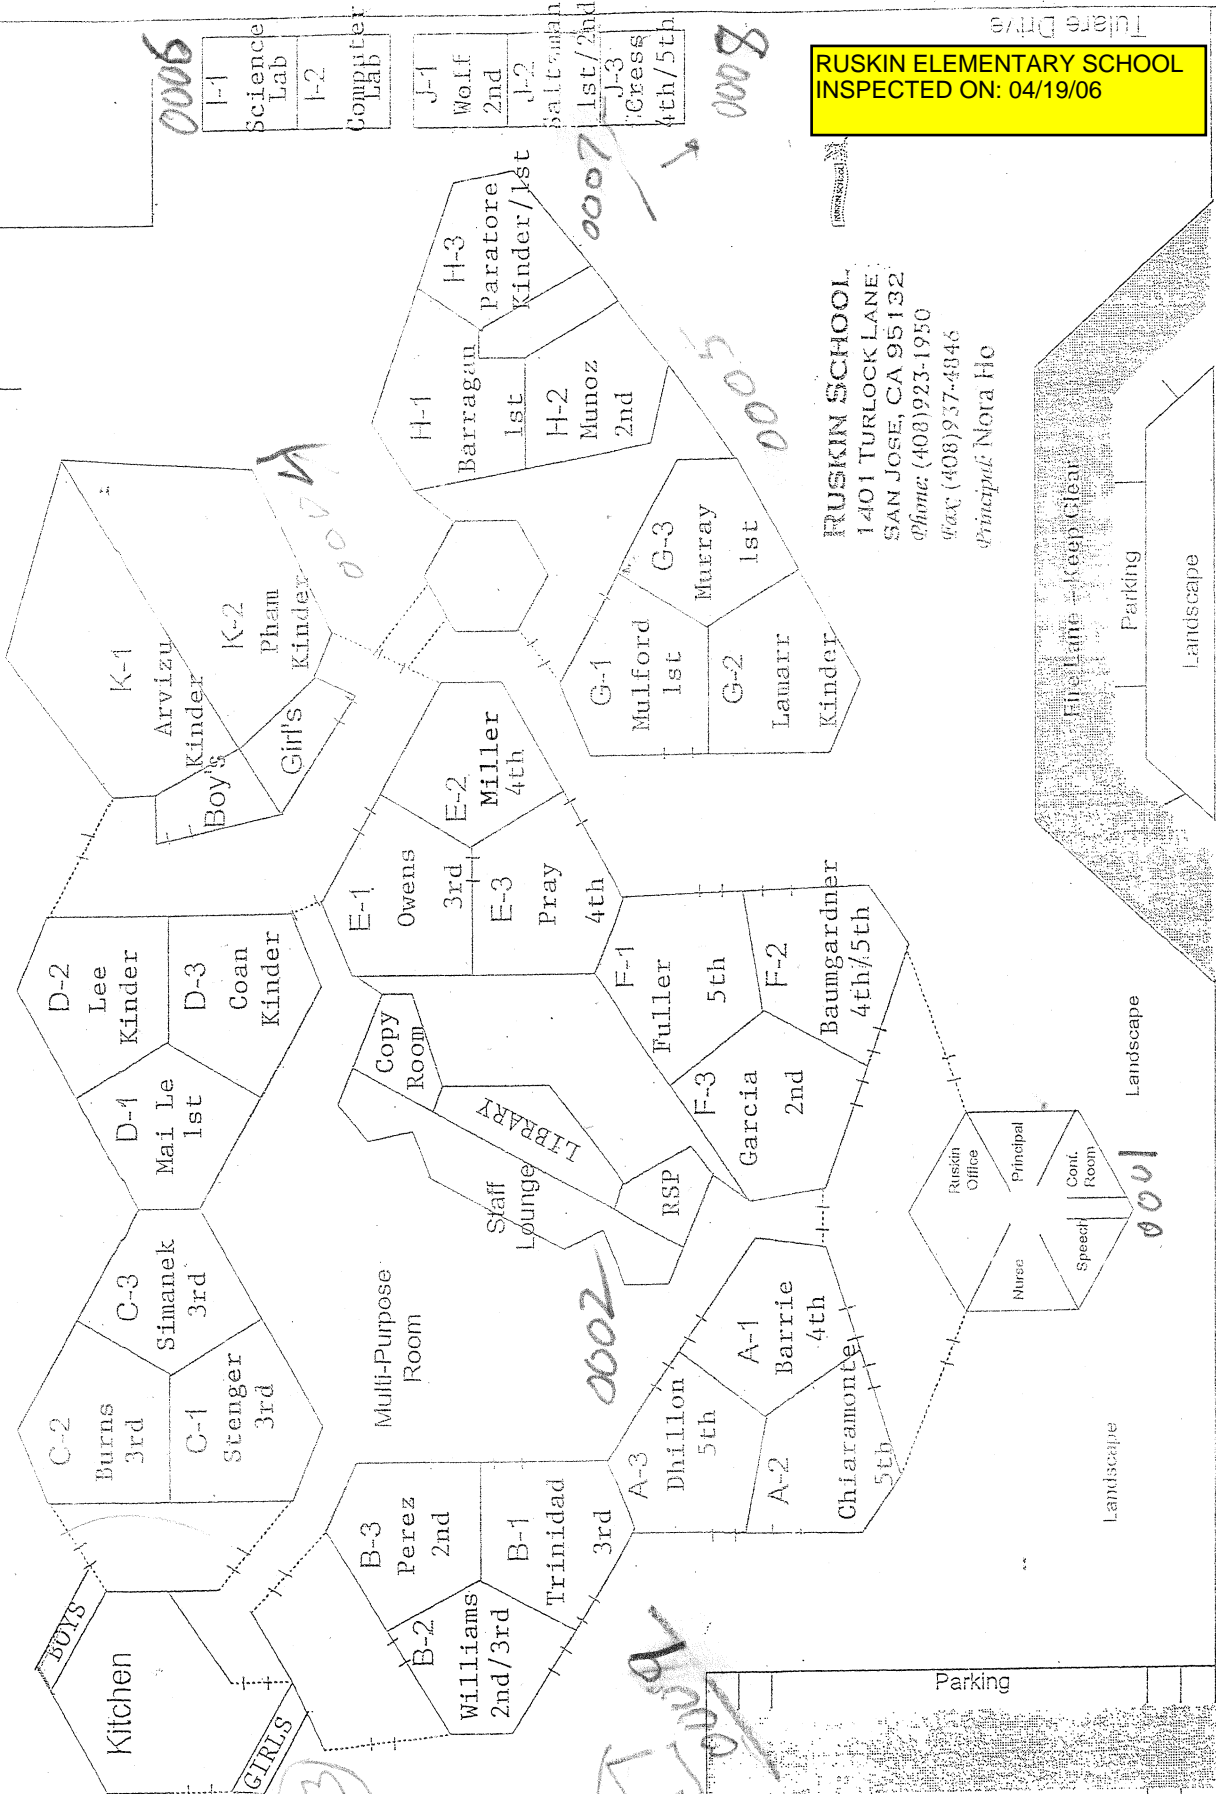 Tulare Drive
RUSKIN ELEMENTARY SCHOOL
INSPECTED ON: 04/19/06
0006
I-1
Science
Lab
I-2
Computer
Lab
J-1
Wolf
2nd
J-2
Saltzman
1st/2nd
J-3
Cress
4th/5th
0007
0008
H-3
Paratore
Kinder/1st
H-1
Barragan
1st
H-2
Munoz
2nd
0005
RUSKIN SCHOOL
1401 TURLOCK LANE
SAN JOSE, CA 95132
Phone: (408)923-1950
Fax: (408)937-4846
Principal: Nora Ho
K-1
Arvizu
Kinder
K-2
Pham
Kinder
0004
Boy's
Girl's
G-3
Murray
1st
G-1
Mulford
1st
G-2
Lamarr
Kinder
Fire Lane - Keep Clear
Parking
Landscape
E-2
Miller
4th
E-1
Owens
3rd
E-3
Pray
4th
D-2
Lee
Kinder
D-3
Coan
Kinder
D-1
Mai Le
1st
Copy
Room
LIBRARY
Staff
Lounge
RSP
F-1
Fuller
5th
F-2
Baumgardner
4th/5th
F-3
Garcia
2nd
Landscape
Ruskin
Office
Principal
Conf.
Room
Nurse
Speech
0001
C-3
Simanek
3rd
C-2
Burns
3rd
C-1
Stenger
3rd
Multi-Purpose
Room
0002
A-1
Barrie
4th
A-3
Dhillon
5th
A-2
Chiaramonte
5th
Landscape
B-3
Perez
2nd
B-1
Trinidad
3rd
B-2
Williams
2nd/3rd
BOYS
Kitchen
GIRLS
3
0009
Parking